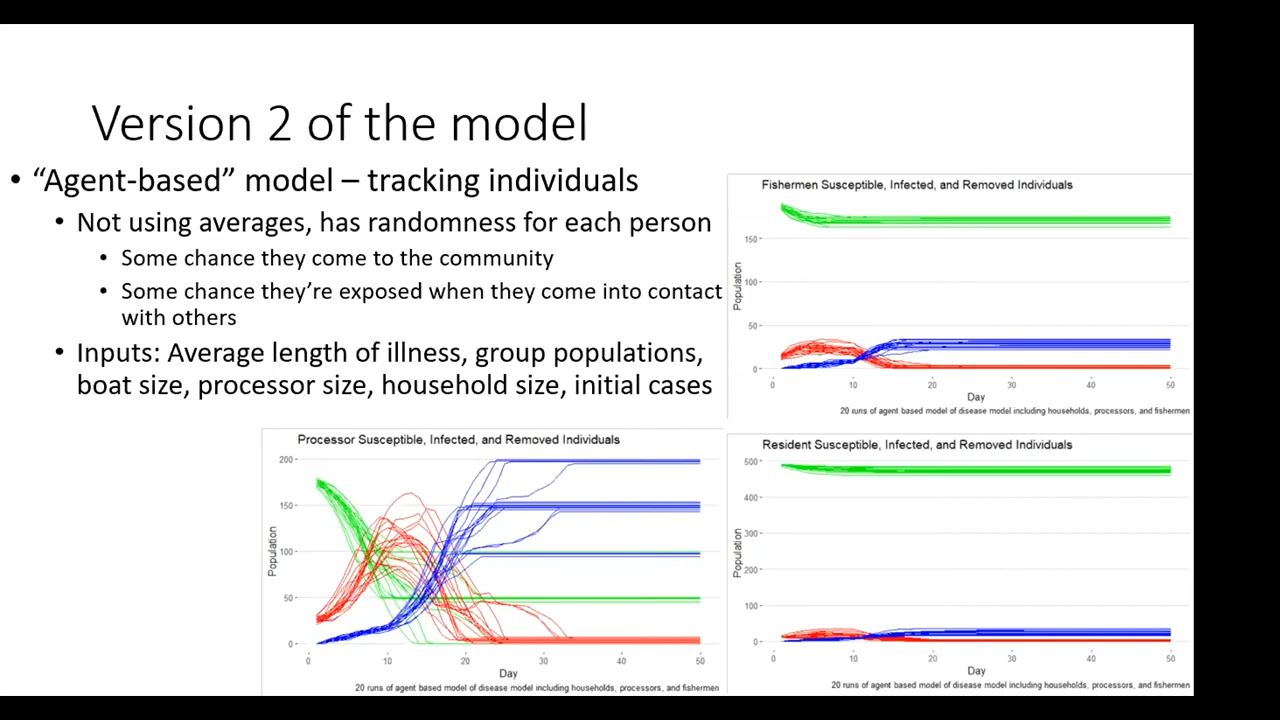 Version 2 of the model
• “Agent-based” model – tracking individuals
• Not using averages, has randomness for each person
• Some chance they come to the community
• Some chance they’re exposed when they come into contact
with others
• Inputs: Average length of illness, group populations,
boat size, processor size, household size, initial cases
Fishermen Susceptible, Infected, and Removed Individuals
Population
150
100
50
0
0 10 20 30 40 50
Day
20 runs of agent based model of disease model including households, processors, and fishermen
Processor Susceptible, Infected, and Removed Individuals
Population
200
150
100
50
0
0 10 20 30 40 50
Day
20 runs of agent based model of disease model including households, processors, and fishermen
Resident Susceptible, Infected, and Removed Individuals
Population
500
400
300
200
100
0
0 10 20 30 40 50
Day
20 runs of agent based model of disease model including households, processors, and fishermen